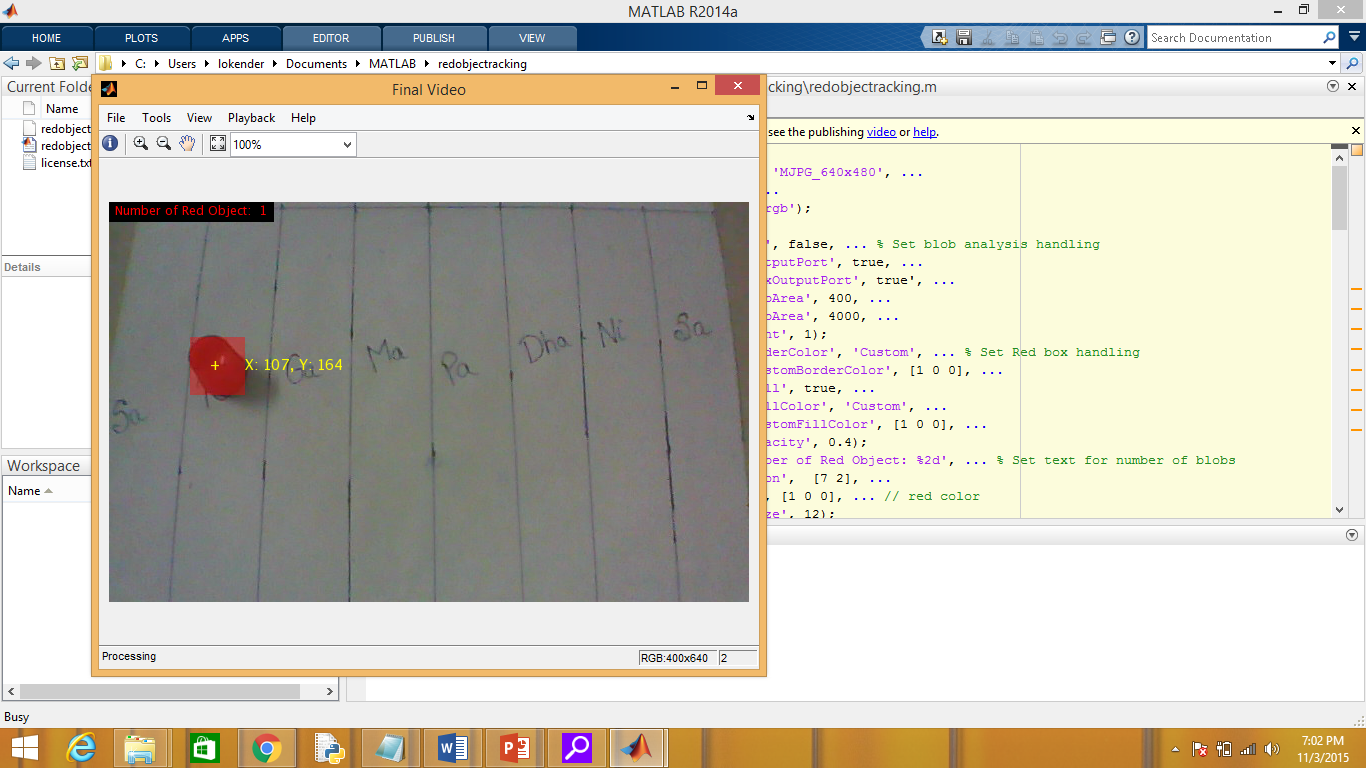 MATLAB R2014a
HOME PLOTS APPS EDITOR PUBLISH VIEW
Search Documentation
C: Users lokender Documents MATLAB redobjectracking
Current Folde
Name
redobject
redobject
license.txt
Details
Workspace
Name
Busy
Final Video
File Tools View Playback Help
100%
Number of Red Object: 1
X: 107, Y: 164
Sa
Ga
Ma
Pa
Dha
Ni
Sa
Processing
RGB:400x640 2
cking\redobjectracking.m
see the publishing video or help.
'MJPG_640x480', ...
..
rgb');
', false, ... % Set blob analysis handling
tputPort', true, ...
xOutputPort', true', ...
bArea', 400, ...
bArea', 4000, ...
nt', 1);
derColor', 'Custom', ... % Set Red box handling
stomBorderColor', [1 0 0], ...
ll', true, ...
llColor', 'Custom', ...
stomFillColor', [1 0 0], ...
acity', 0.4);
ber of Red Object: %2d', ... % Set text for number of blobs
on', [7 2], ...
, [1 0 0], ... // red color
ze', 12);
7:02 PM
11/3/2015